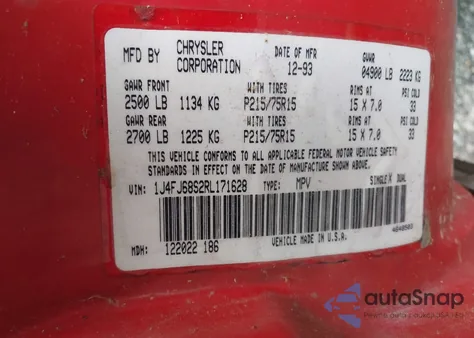 MFD BY CHRYSLER CORPORATION DATE OF MFR 12-93 GVWR 04900 LB 2223 KG
GAWR FRONT WITH TIRES RIMS AT PSI COLD
2500 LB 1134 KG P215/75R15 15 X 7.0 33
GAWR REAR WITH TIRES RIMS AT PSI COLD
2700 LB 1225 KG P215/75R15 15 X 7.0 33
THIS VEHICLE CONFORMS TO ALL APPLICABLE FEDERAL MOTOR VEHICLE SAFETY
STANDARDS IN EFFECT ON THE DATE OF MANUFACTURE SHOWN ABOVE.
VIN: 1J4FJ68S2RL171628 TYPE: MPV SINGLE X DUAL
MDH: 122022 186 VEHICLE MADE IN U.S.A.
autoSnap